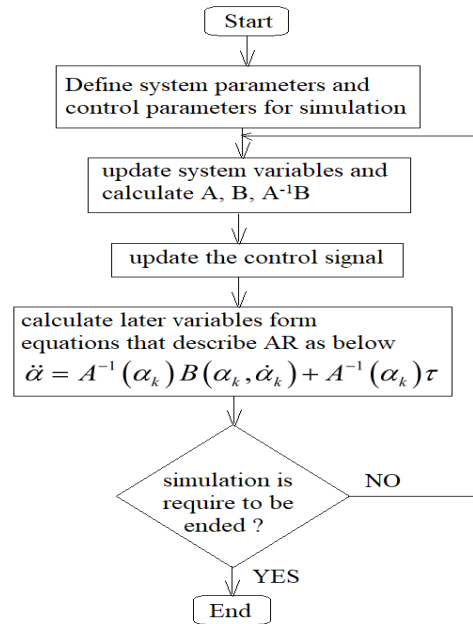 Start
Define system parameters and
control parameters for simulation
update system variables and
calculate A, B, A⁻¹B
update the control signal
calculate later variables form
equations that describe AR as below
α̈ = A⁻¹(αₖ)B(αₖ, α̇ₖ) + A⁻¹(αₖ)τ
simulation is
require to be
ended ?
NO
YES
End